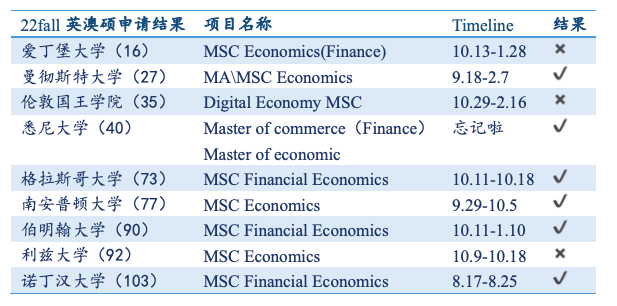 22fall 英澳硕申请结果 项目名称 Timeline 结果
爱丁堡大学（16） MSC Economics(Finance) 10.13-1.28 ✖
曼彻斯特大学（27） MA\MSC Economics 9.18-2.7 ✔
伦敦国王学院（35） Digital Economy MSC 10.29-2.16 ✖
悉尼大学（40） Master of commerce（Finance） 忘记啦 ✔
Master of economic
格拉斯哥大学（73） MSC Financial Economics 10.11-10.18 ✔
南安普顿大学（77） MSC Economics 9.29-10.5 ✔
伯明翰大学（90） MSC Financial Economics 10.11-1.10 ✔
利兹大学（92） MSC Economics 10.9-10.18 ✖
诺丁汉大学（103） MSC Financial Economics 8.17-8.25 ✔